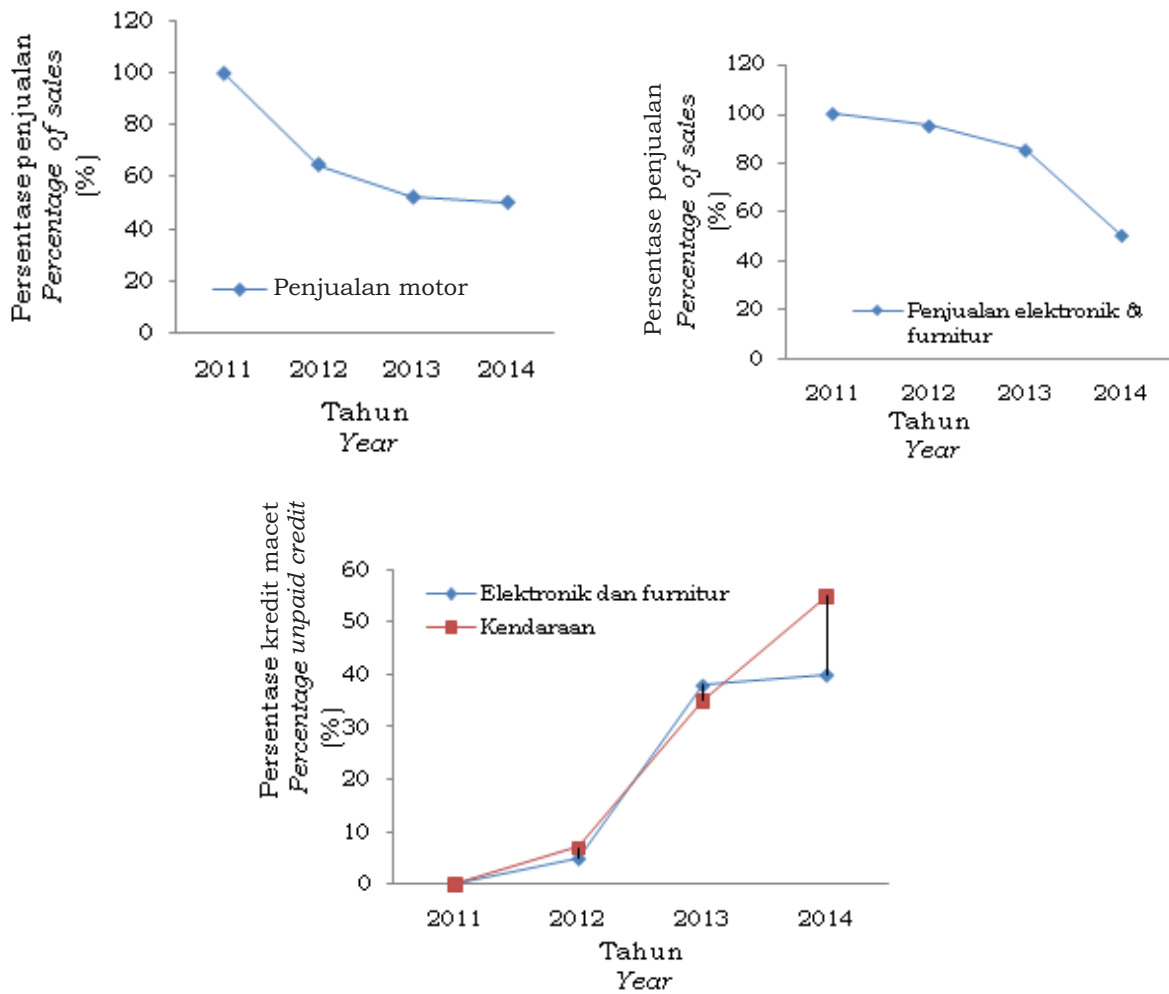 Persentase penjualan
Percentage of sales
(%)
120
100
80
60
40
20
0
Penjualan motor
2011 2012 2013 2014
Tahun
Year
Persentase penjualan
Percentage of sales
(%)
120
100
80
60
40
20
0
Penjualan elektronik &
furnitur
2011 2012 2013 2014
Tahun
Year
Persentase kredit macet
Percentage unpaid credit
(%)
60
50
40
30
20
10
0
Elektronik dan furnitur
Kendaraan
2011 2012 2013 2014
Tahun
Year